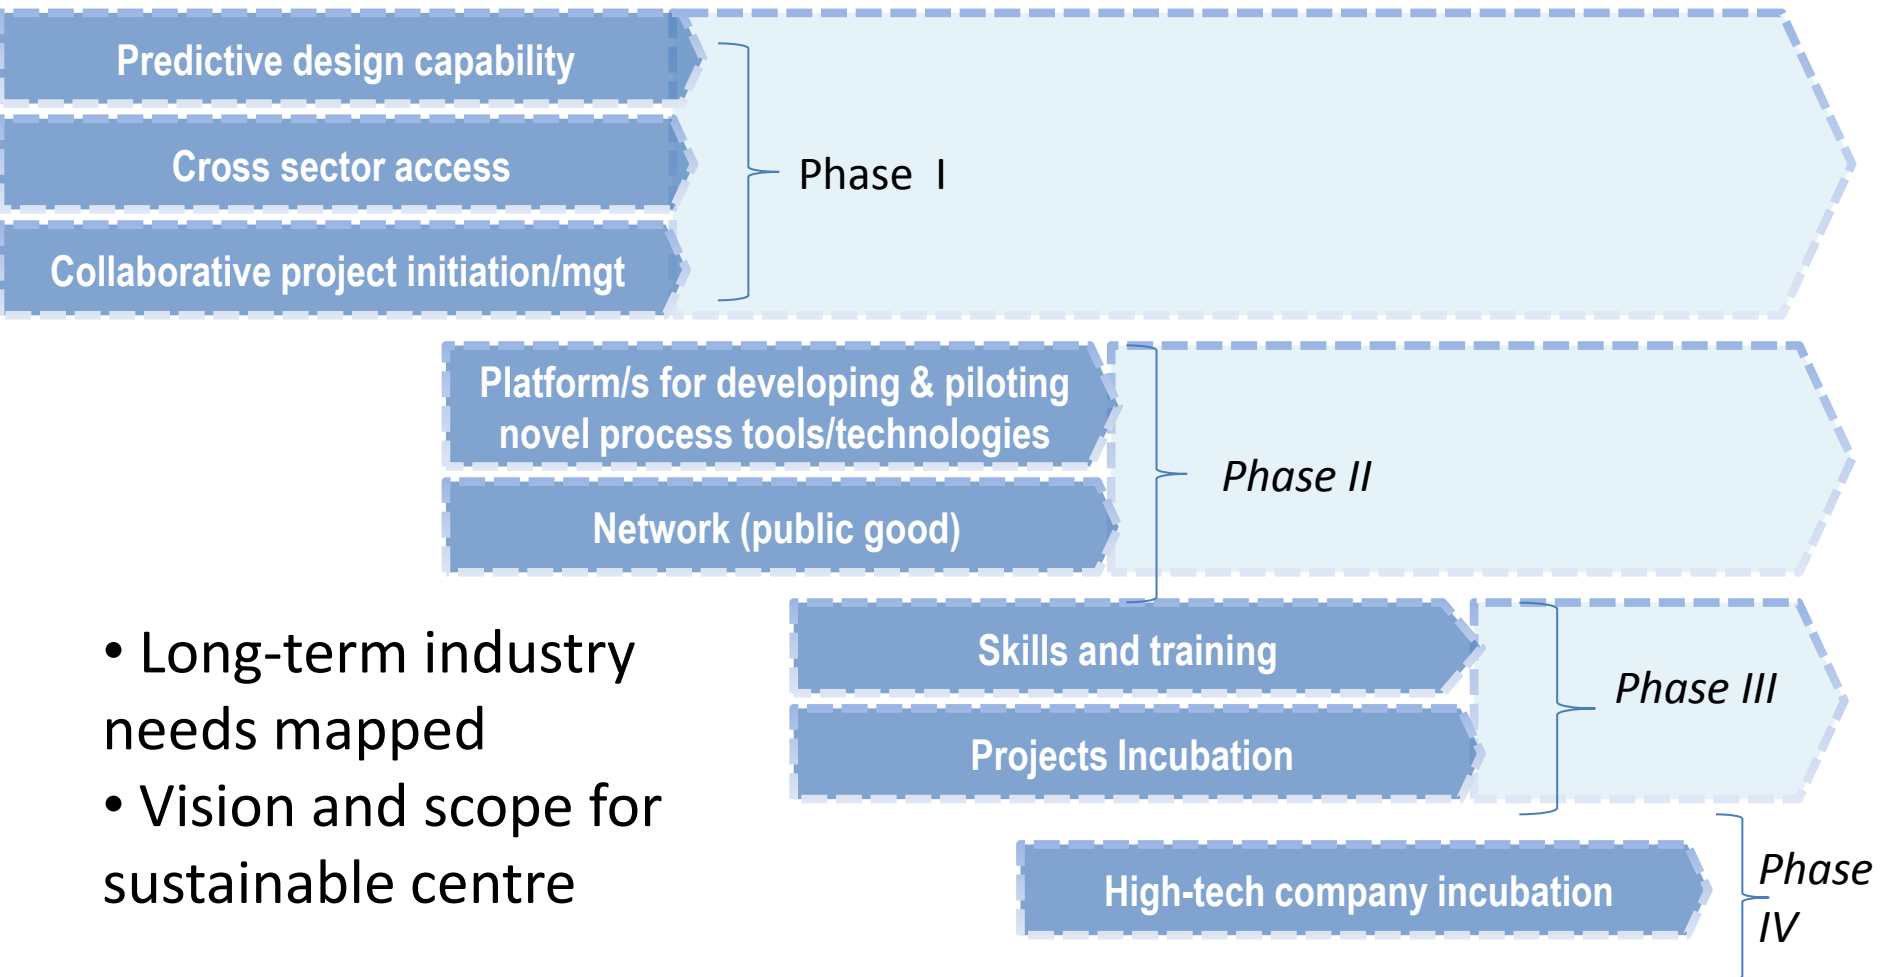 Predictive design capability
Cross sector access
Collaborative project initiation/mgt
Phase I
Platform/s for developing & piloting
novel process tools/technologies
Network (public good)
Phase II
Skills and training
Projects Incubation
Phase III
High-tech company incubation
Phase
IV
• Long-term industry
needs mapped
• Vision and scope for
sustainable centre